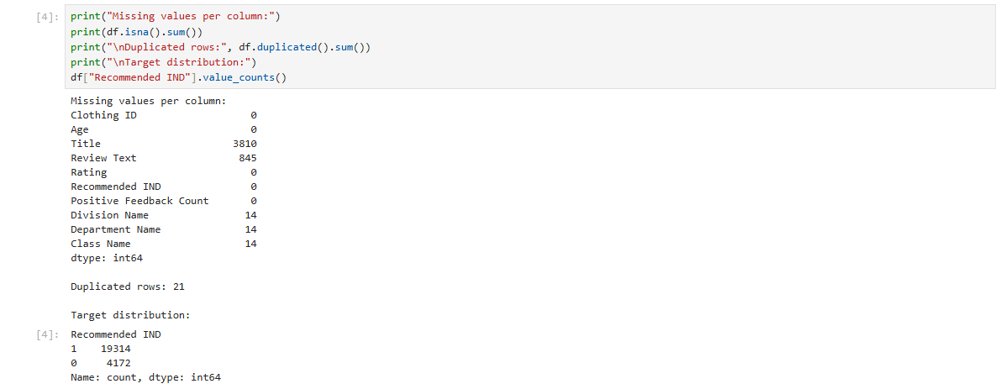 [4]: print("Missing values per column:")
print(df.isna().sum())
print("\nDuplicated rows:", df.duplicated().sum())
print("\nTarget distribution:")
df["Recommended IND"].value_counts()
Missing values per column:
Clothing ID 0
Age 0
Title 3810
Review Text 845
Rating 0
Recommended IND 0
Positive Feedback Count 0
Division Name 14
Department Name 14
Class Name 14
dtype: int64
Duplicated rows: 21
Target distribution:
[4]: Recommended IND
1 19314
0 4172
Name: count, dtype: int64